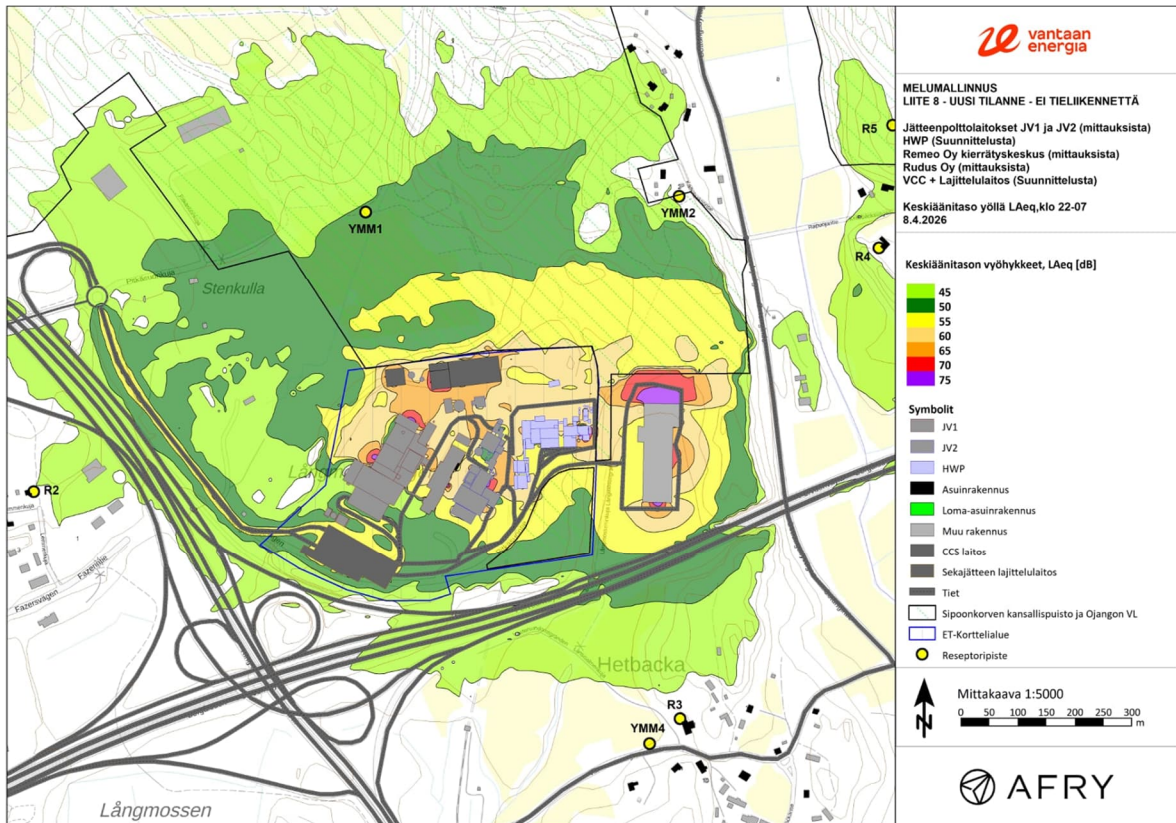 vantaan
energia
MELUMALLINNUS
LIITE 8 - UUSI TILANNE - EI TIELIIKENNETTÄ
Jätteenpolttolaitokset JV1 ja JV2 (mittauksista)
HWP (Suunnittelusta)
Remeo Oy kierrätyskeskus (mittauksista)
Rudus Oy (mittauksista)
VCC + Lajittelulaitos (Suunnittelusta)
Keskiäänitaso yöllä LAeq,klo 22-07
8.4.2026
Keskiäänitason vyöhykkeet, LAeq [dB]
45
50
55
60
65
70
75
Symbolit
JV1
JV2
HWP
Asuinrakennus
Loma-asuinrakennus
Muu rakennus
CCS laitos
Sekajätteen lajittelulaitos
Tiet
Sipoonkorven kansallispuisto ja Ojangon VL
ET-Korttelialue
Reseptoripiste
N
Mittakaava 1:5000
0 50 100 150 200 250 300
m
AFRY
R5
YMM1
YMM2
R4
Stenkulla
R2
Fazerintie
Fazersvägen
Hetbacka
R3
YMM4
Långmossen